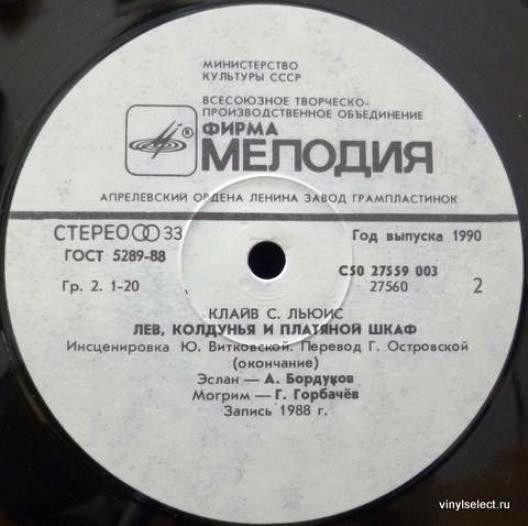 МИНИСТЕРСТВО
КУЛЬТУРЫ СССР
ВСЕСОЮЗНОЕ ТВОРЧЕСКО-
ПРОИЗВОДСТВЕННОЕ ОБЪЕДИНЕНИЕ
® ФИРМА
МЕЛОДИЯ
АПРЕЛЕВСКИЙ ОРДЕНА ЛЕНИНА ЗАВОД ГРАМПЛАСТИНОК
СТЕРЕО 33 Год выпуска 1990
ГОСТ 5289-88 С50 27559 003
Гр. 2. 1-20 27560 2
КЛАЙВ С. ЛЬЮИС
ЛЕВ, КОЛДУНЬЯ И ПЛАТЯНОЙ ШКАФ
Инсценировка Ю. Витковской. Перевод Г. Островской
(окончание)
Эслан — А. Бордуков
Могрим — Г. Горбачёв
Запись 1988 г.
vinylselect.ru